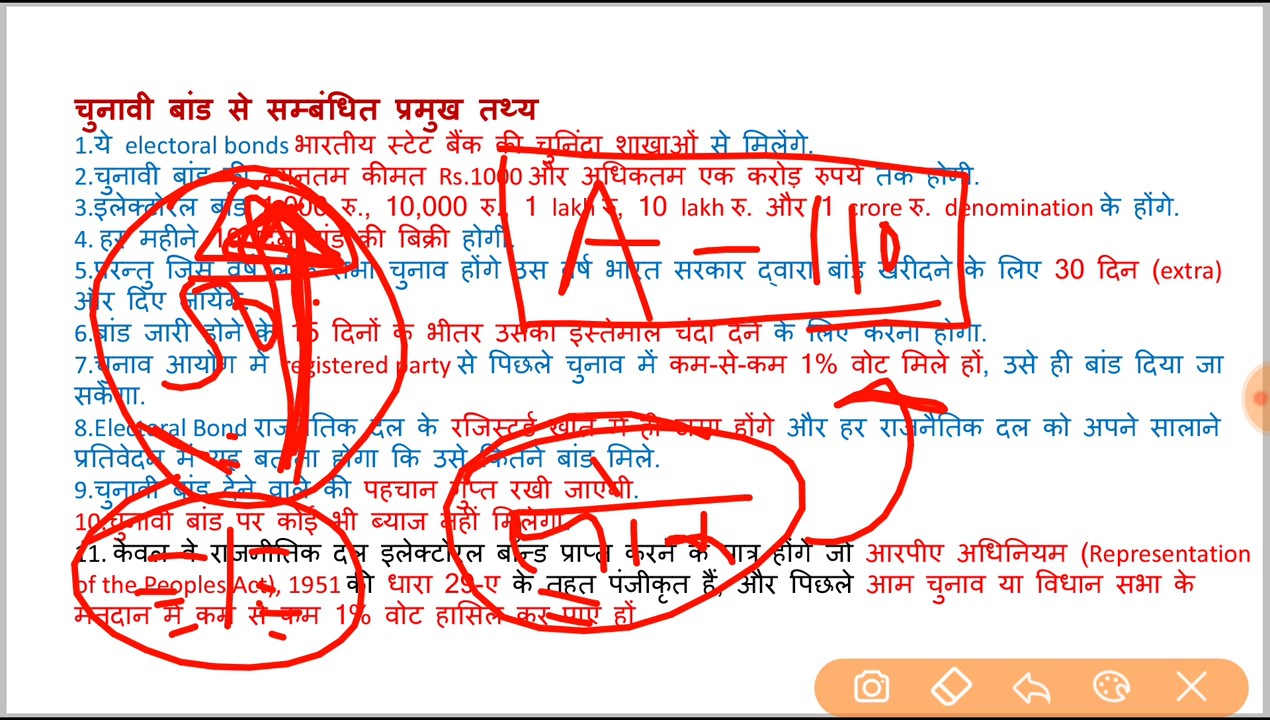 चुनावी बांड से सम्बंधित प्रमुख तथ्य
1.ये electoral bonds भारतीय स्टेट बैंक की चुनिंदा शाखाओं से मिलेंगे.
2.चुनावी बांड की न्यूनतम कीमत Rs.1000 और अधिकतम एक करोड़ रुपये तक होगी.
3.इलेक्टोरल बांड 1,000 रु., 10,000 रु., 1 lakh रु, 10 lakh रु. और 1 crore रु. denomination के होंगे.
4. हर महीने 10 दिन बांड की बिक्री होगी.
5.परन्तु जिस वर्ष लोक सभा चुनाव होंगे उस वर्ष भारत सरकार द्वारा बांड खरीदने के लिए 30 दिन (extra)
और दिए जायेंगे.
6.बांड जारी होने के 15 दिनों के भीतर उसका इस्तेमाल चंदा देने के लिए करना होगा.
7.चुनाव आयोग में registered party से पिछले चुनाव में कम-से-कम 1% वोट मिले हों, उसे ही बांड दिया जा
सकेगा.
8.Electoral Bond राजनीतिक दल के रजिस्टर्ड खाते में ही जमा होंगे और हर राजनैतिक दल को अपने सालाने
प्रतिवेदन में यह बताना होगा कि उसे कितने बांड मिले.
9.चुनावी बांड देने वाले की पहचान गुप्त रखी जाएगी.
10.चुनावी बांड पर कोई भी ब्याज नहीं मिलेगा.
11. केवल वे राजनीतिक दल इलेक्टोरल बॉन्ड प्राप्त करने के पात्र होंगे जो आरपीए अधिनियम (Representation
of the Peoples Act), 1951 की धारा 29-ए के तहत पंजीकृत हैं, और पिछले आम चुनाव या विधान सभा के
मतदान में कम से कम 1% वोट हासिल कर पाएं हों
A - 110